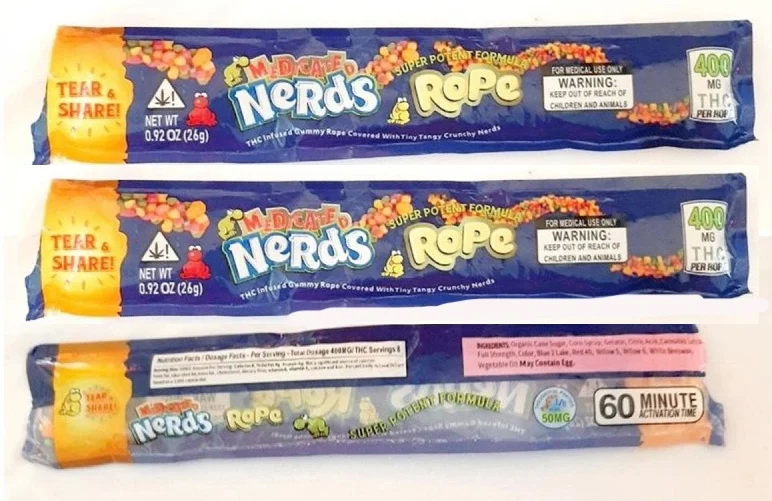 TEAR &
SHARE!
NET WT
0.92 OZ (26g)
MEDICATED
NeRdS
SUPER POTENT FORMULA
RoPe
THC Infused Gummy Rope Covered With Tiny Tangy Crunchy Nerds
FOR MEDICAL USE ONLY
WARNING:
KEEP OUT OF REACH OF
CHILDREN AND ANIMALS
400
MG
THC
PER ROPE
TEAR &
SHARE!
NET WT
0.92 OZ (26g)
MEDICATED
NeRdS
SUPER POTENT FORMULA
RoPe
THC Infused Gummy Rope Covered With Tiny Tangy Crunchy Nerds
FOR MEDICAL USE ONLY
WARNING:
KEEP OUT OF REACH OF
CHILDREN AND ANIMALS
400
MG
THC
PER ROPE
Nutrition Facts / Dosage Facts - Per Serving - Total Dosage 400MG/THC Servings 8
INGREDIENTS: Organic Cane Sugar, Corn Syrup, Gelatin, Citric Acid, Cannabis
Full Strength, Color, Blue 2 Lake, Red 40, Yellow 5, Yellow 6, White Beeswax,
Vegetable Oil May Contain Egg.
TEAR &
SHARE!
MEDICATED
NeRdS
RoPe
SUPER POTENT FORMULA
50MG
60 MINUTE
ACTIVATION TIME